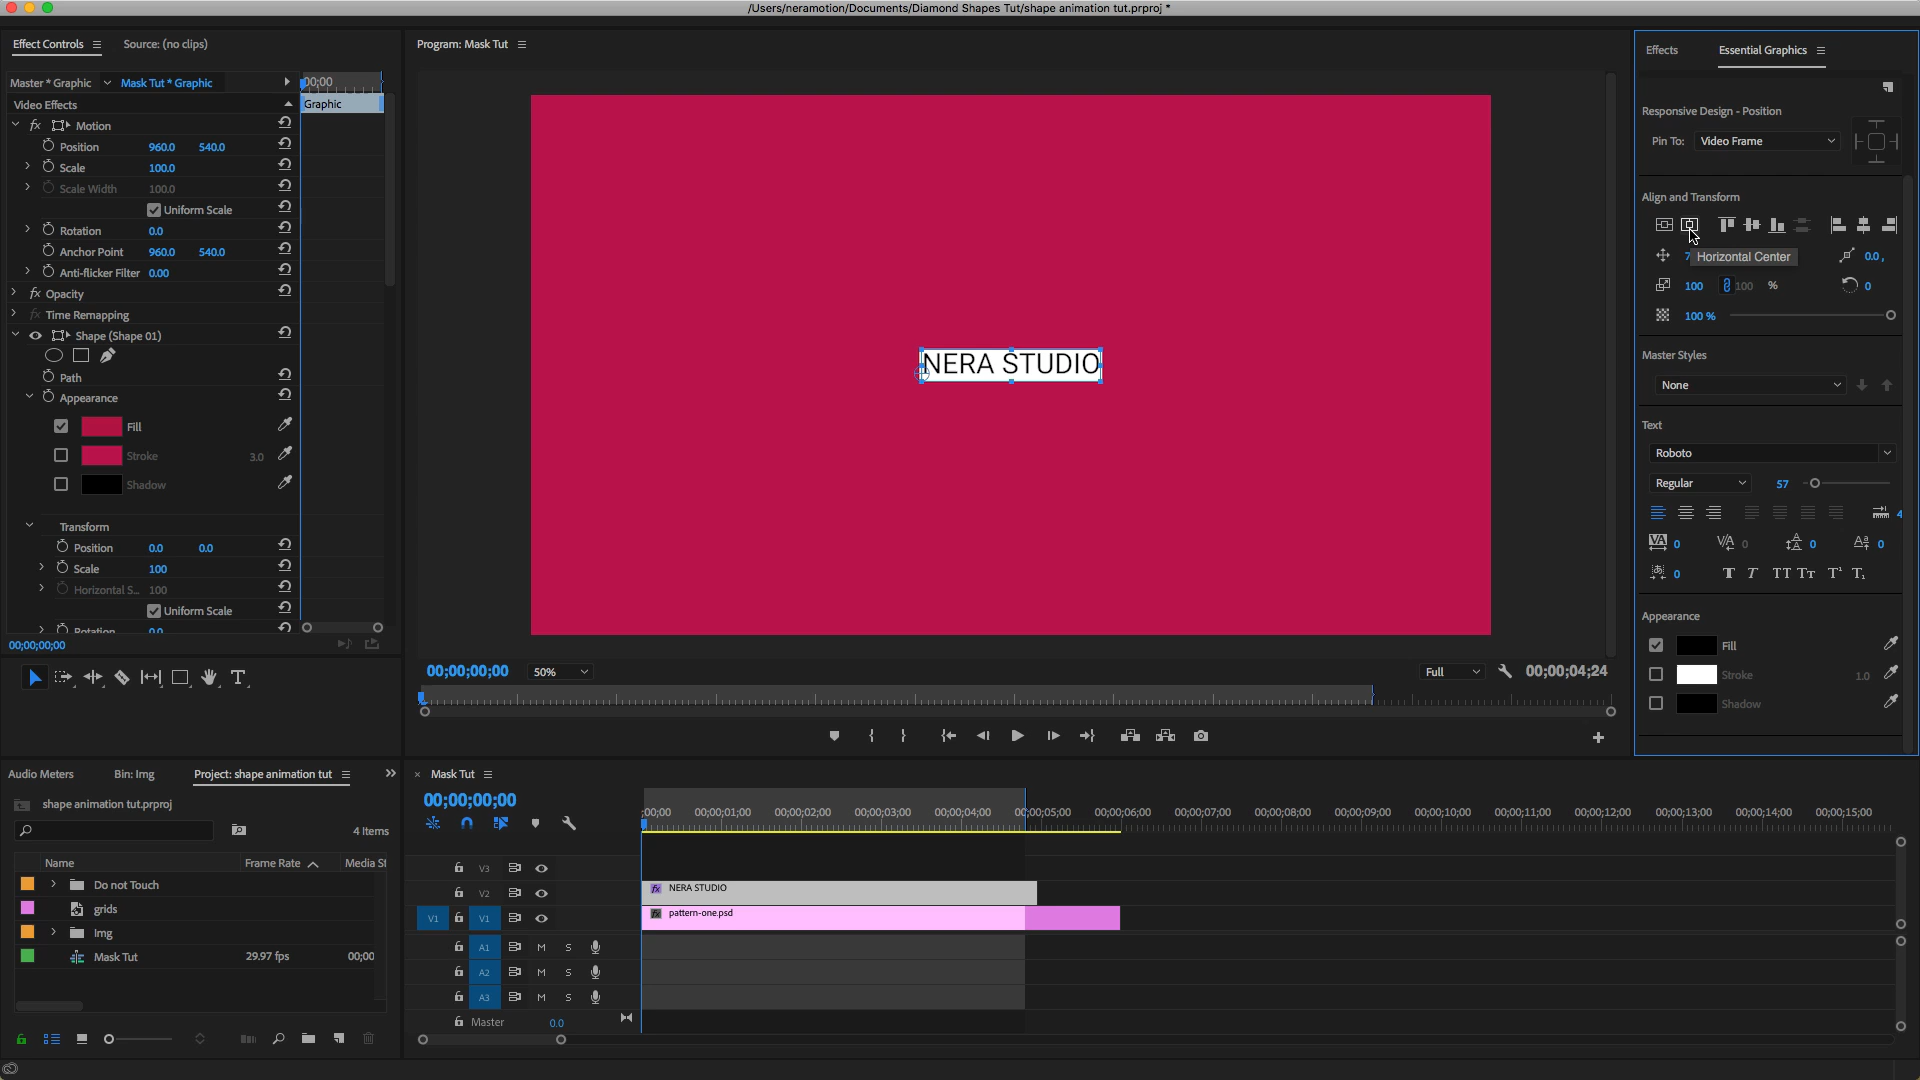 /Users/neramotion/Documents/Diamond Shapes Tut/shape animation tut.prproj *
Effect Controls
Source: (no clips)
Master * Graphic
Mask Tut * Graphic
00;00
Video Effects
Graphic
fx Motion
Position 960.0 540.0
Scale 100.0
Scale Width 100.0
Uniform Scale
Rotation 0.0
Anchor Point 960.0 540.0
Anti-flicker Filter 0.00
fx Opacity
fx Time Remapping
Shape (Shape 01)
Path
Appearance
Fill
Stroke 3.0
Shadow
Transform
Position 0.0 0.0
Scale 100
Horizontal S... 100
Uniform Scale
Rotation 0.0
00;00;00;00
Program: Mask Tut
NERA STUDIO
00;00;00;00
50%
Full
00;00;04;24
Effects
Essential Graphics
Responsive Design - Position
Pin To: Video Frame
Align and Transform
7
Horizontal Center
0.0 ,
100 100 % 0
100 %
Master Styles
None
Text
Roboto
Regular 57
4
0 0 0 0
0
Appearance
Fill
Stroke 1.0
Shadow
Audio Meters
Bin: Img
Project: shape animation tut
shape animation tut.prproj
4 Items
Name Frame Rate Media St
Do not Touch
grids
Img
Mask Tut 29.97 fps 00;00
Mask Tut
00;00;00;00
;00;00 00;00;01;00 00;00;02;00 00;00;03;00 00;00;04;00 00;00;05;00 00;00;06;00 00;00;07;00 00;00;08;00 00;00;09;00 00;00;10;00 00;00;11;00 00;00;12;00 00;00;13;00 00;00;14;00 00;00;15;00
V3
V2
fx NERA STUDIO
V1 V1
fx pattern-one.psd
A1 M S
A2 M S
A3 M S
Master 0.0